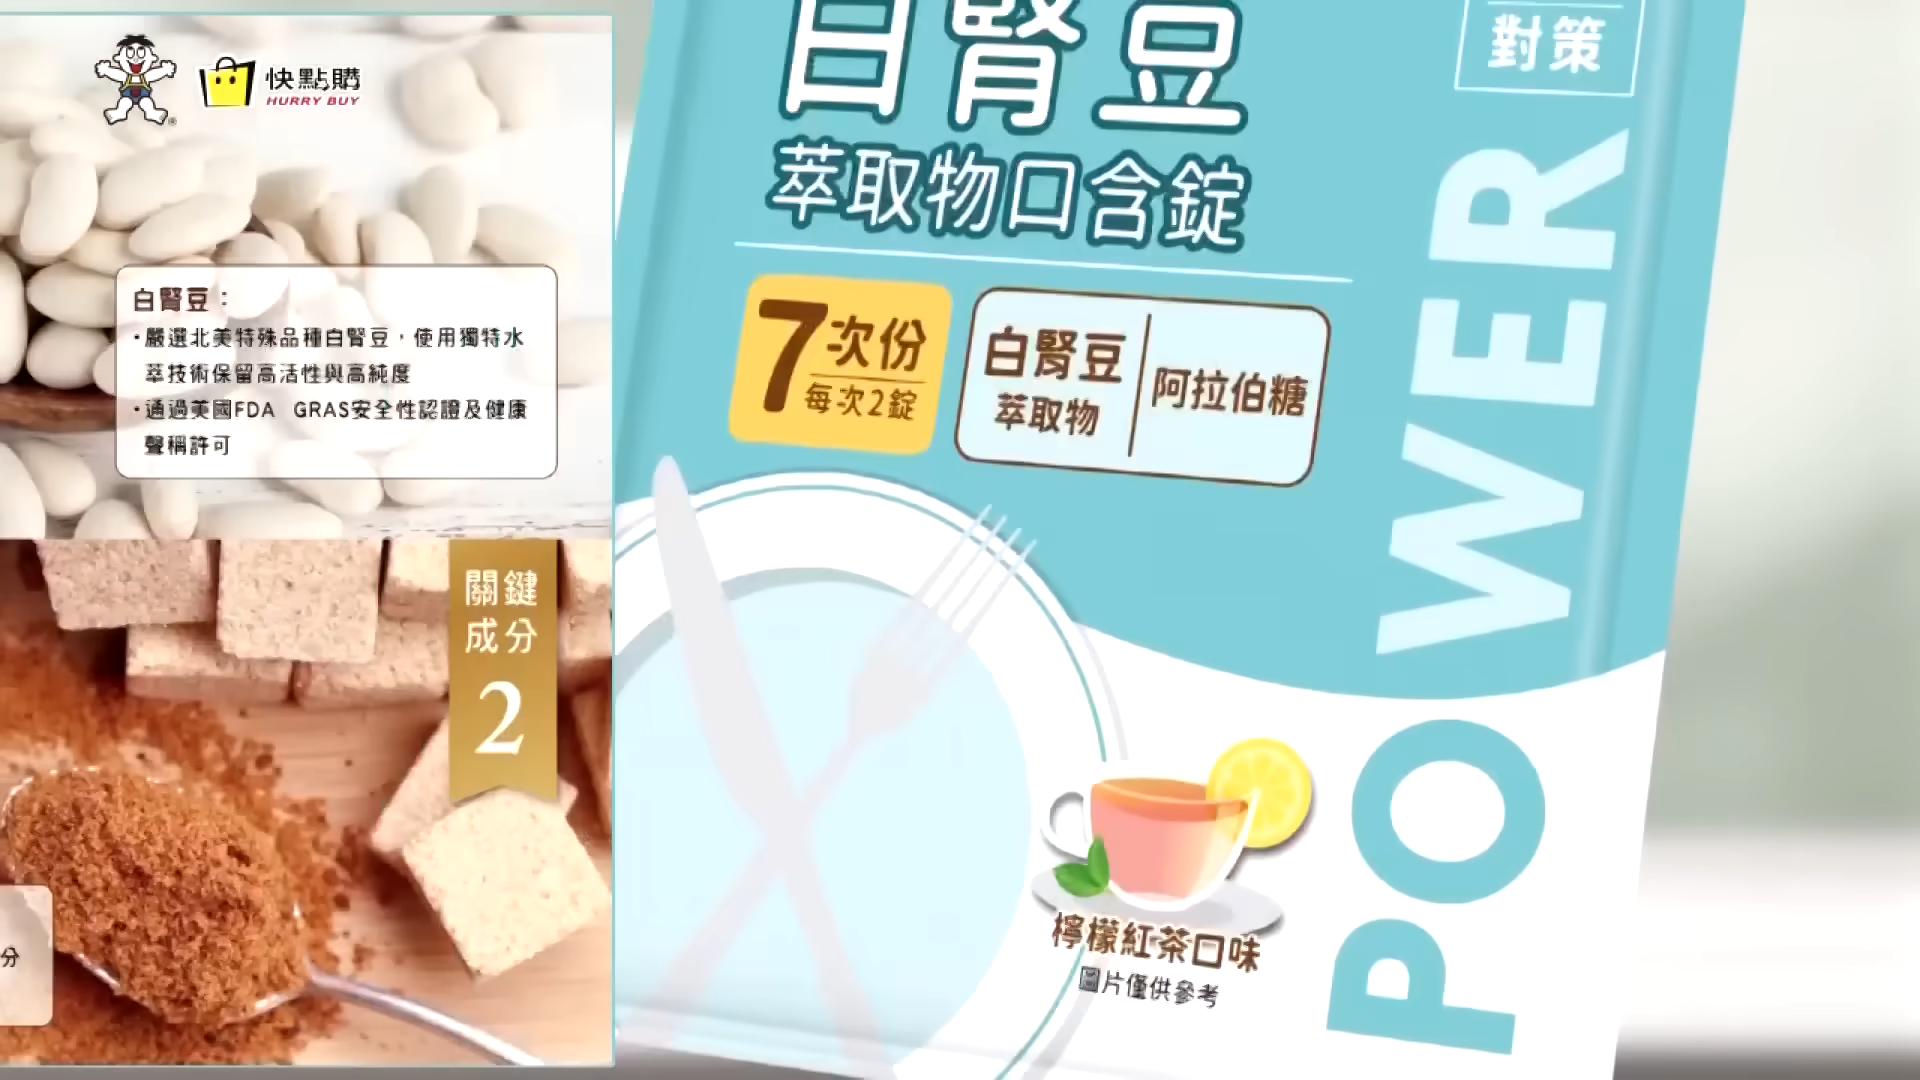 快點購
HURRY BUY
白腎豆：
・嚴選北美特殊品種白腎豆，使用獨特水
萃技術保留高活性與高純度
・通過美國FDA GRAS安全性認證及健康
聲稱許可
關鍵
成分
2
分
白腎豆
萃取物口含錠
對策
7次份
每次2錠
白腎豆
萃取物
阿拉伯糖
POWER
檸檬紅茶口味
圖片僅供參考